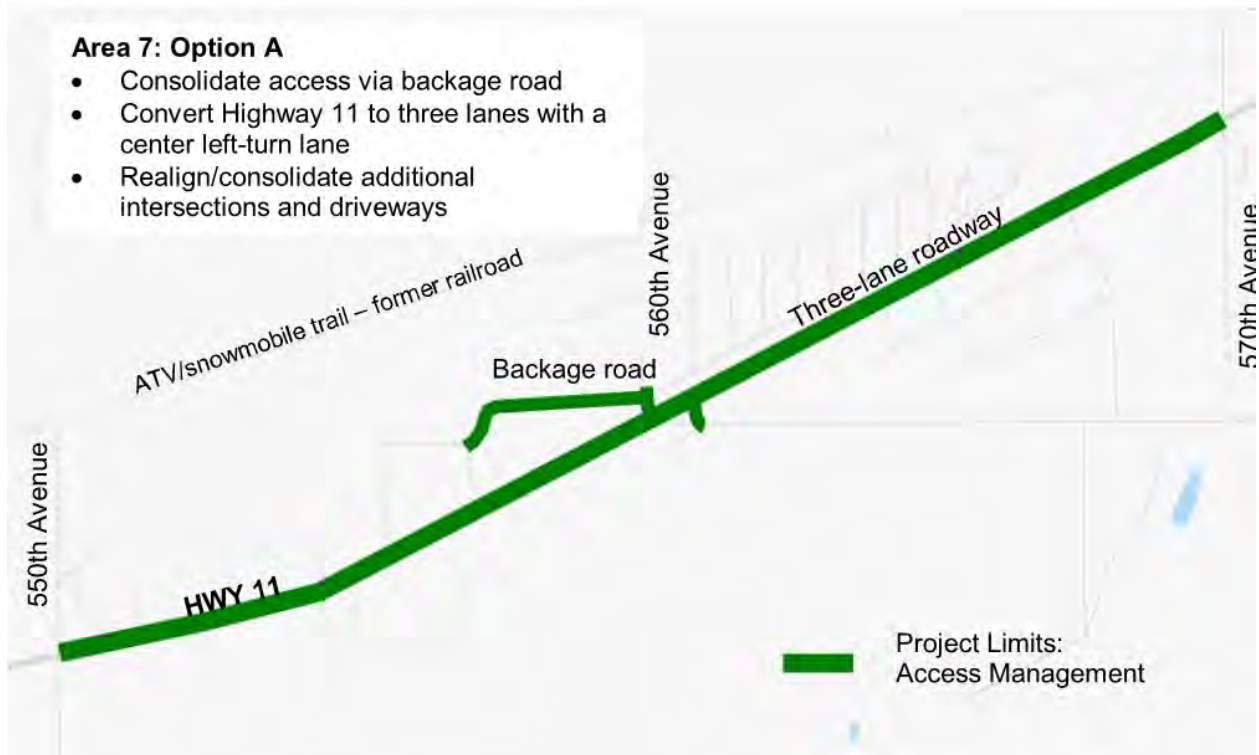 Area 7: Option A
• Consolidate access via backage road
• Convert Highway 11 to three lanes with a
center left-turn lane
• Realign/consolidate additional
intersections and driveways
ATV/snowmobile trail – former railroad
560th Avenue
Three-lane roadway
570th Avenue
Backage road
550th Avenue
HWY 11
Project Limits:
Access Management